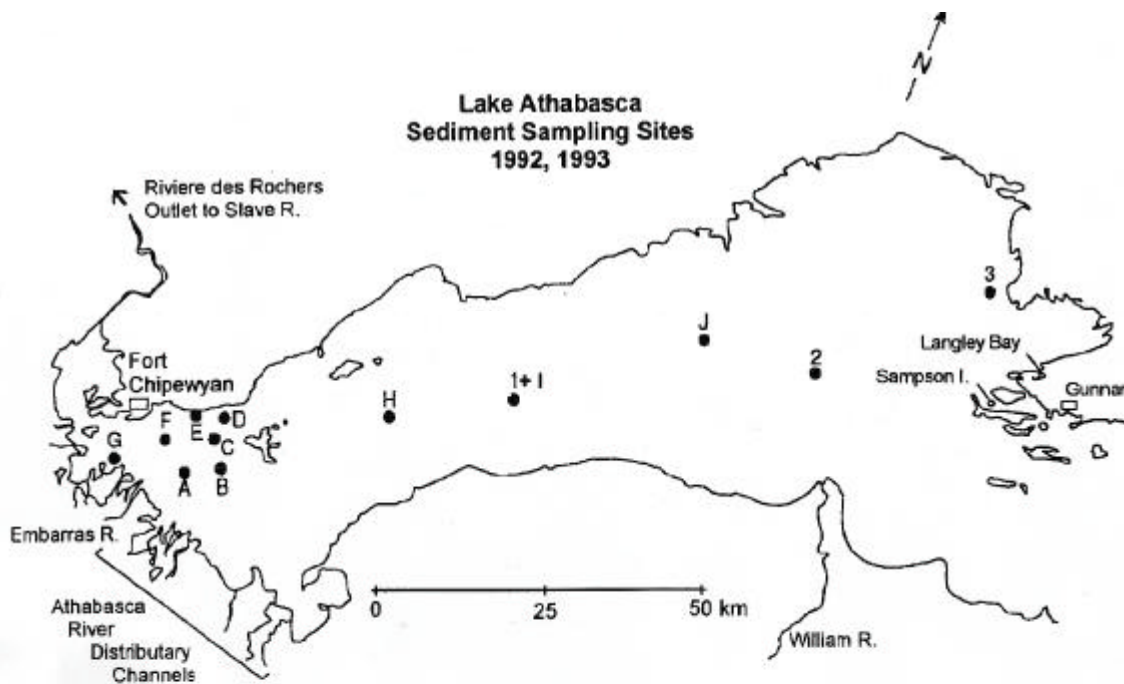 N
Lake Athabasca
Sediment Sampling Sites
1992, 1993
Riviere des Rochers
Outlet to Slave R.
3
J
Langley Bay
Fort
Chipewyan
2
Sampson I.
1+ I
H
Gunnar
F
E
D
C
G
A
B
Embarras R.
0
25
50 km
Athabasca
River
Distributary
Channels
William R.